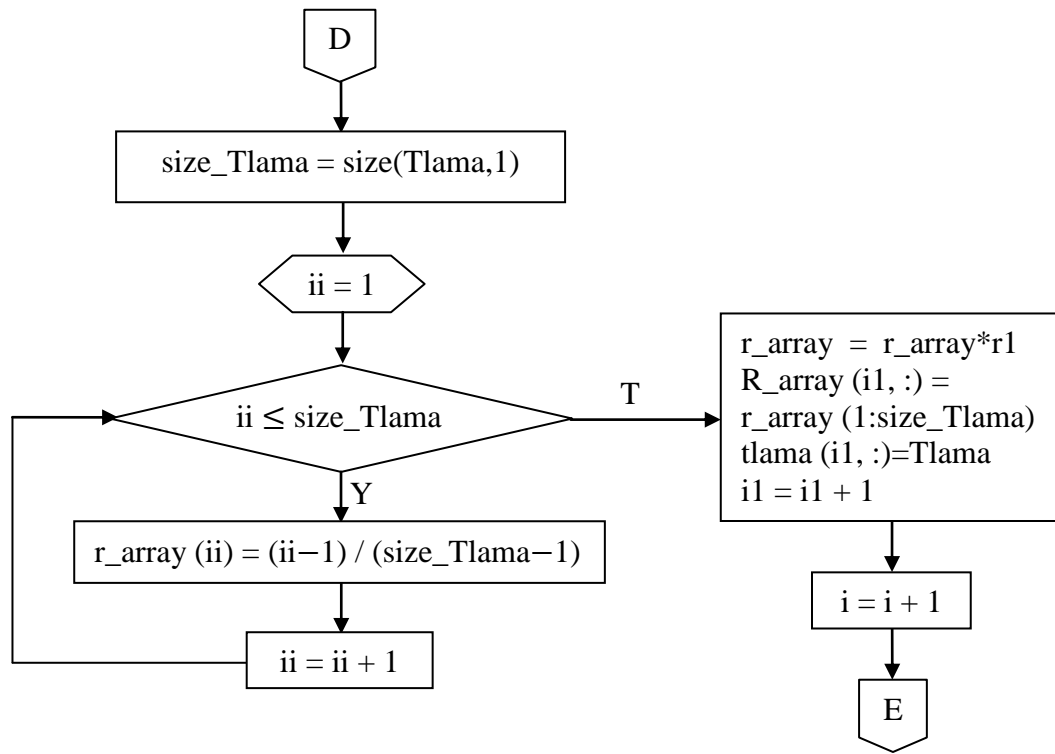 D
size_Tlama = size(Tlama,1)
ii = 1
ii ≤ size_Tlama
T
Y
r_array (ii) = (ii−1) / (size_Tlama−1)
ii = ii + 1
r_array = r_array*r1
R_array (i1, :) =
r_array (1:size_Tlama)
tlama (i1, :)=Tlama
i1 = i1 + 1
i = i + 1
E